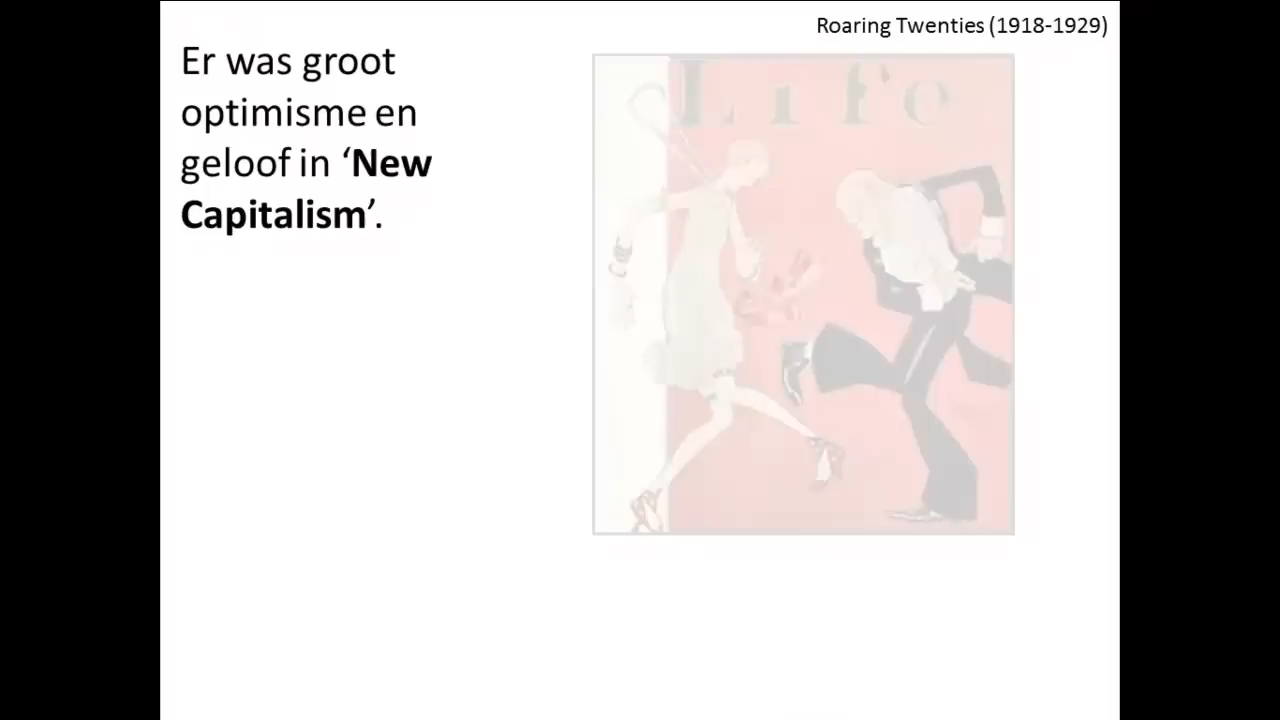 Roaring Twenties (1918-1929)
Er was groot
optimisme en
geloof in ‘New
Capitalism’.
Life